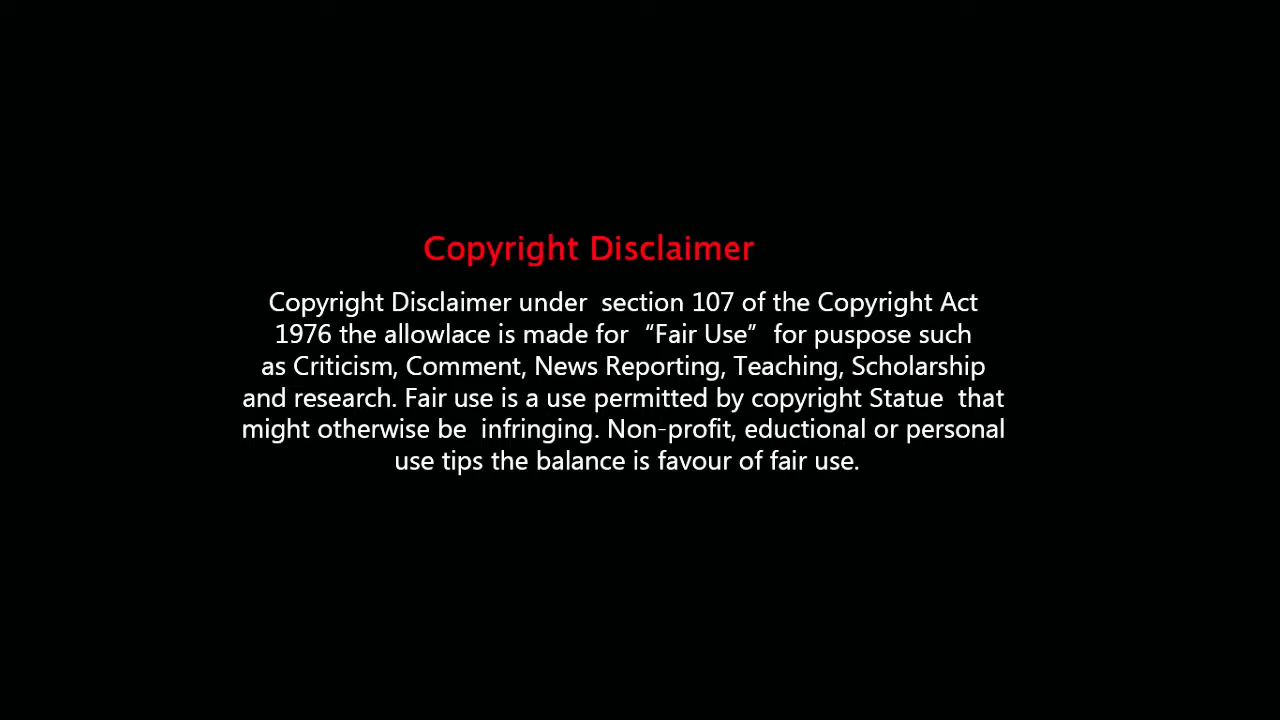 Copyright Disclaimer
Copyright Disclaimer under section 107 of the Copyright Act
1976 the allowlace is made for “Fair Use” for puspose such
as Criticism, Comment, News Reporting, Teaching, Scholarship
and research. Fair use is a use permitted by copyright Statue that
might otherwise be infringing. Non-profit, eductional or personal
use tips the balance is favour of fair use.